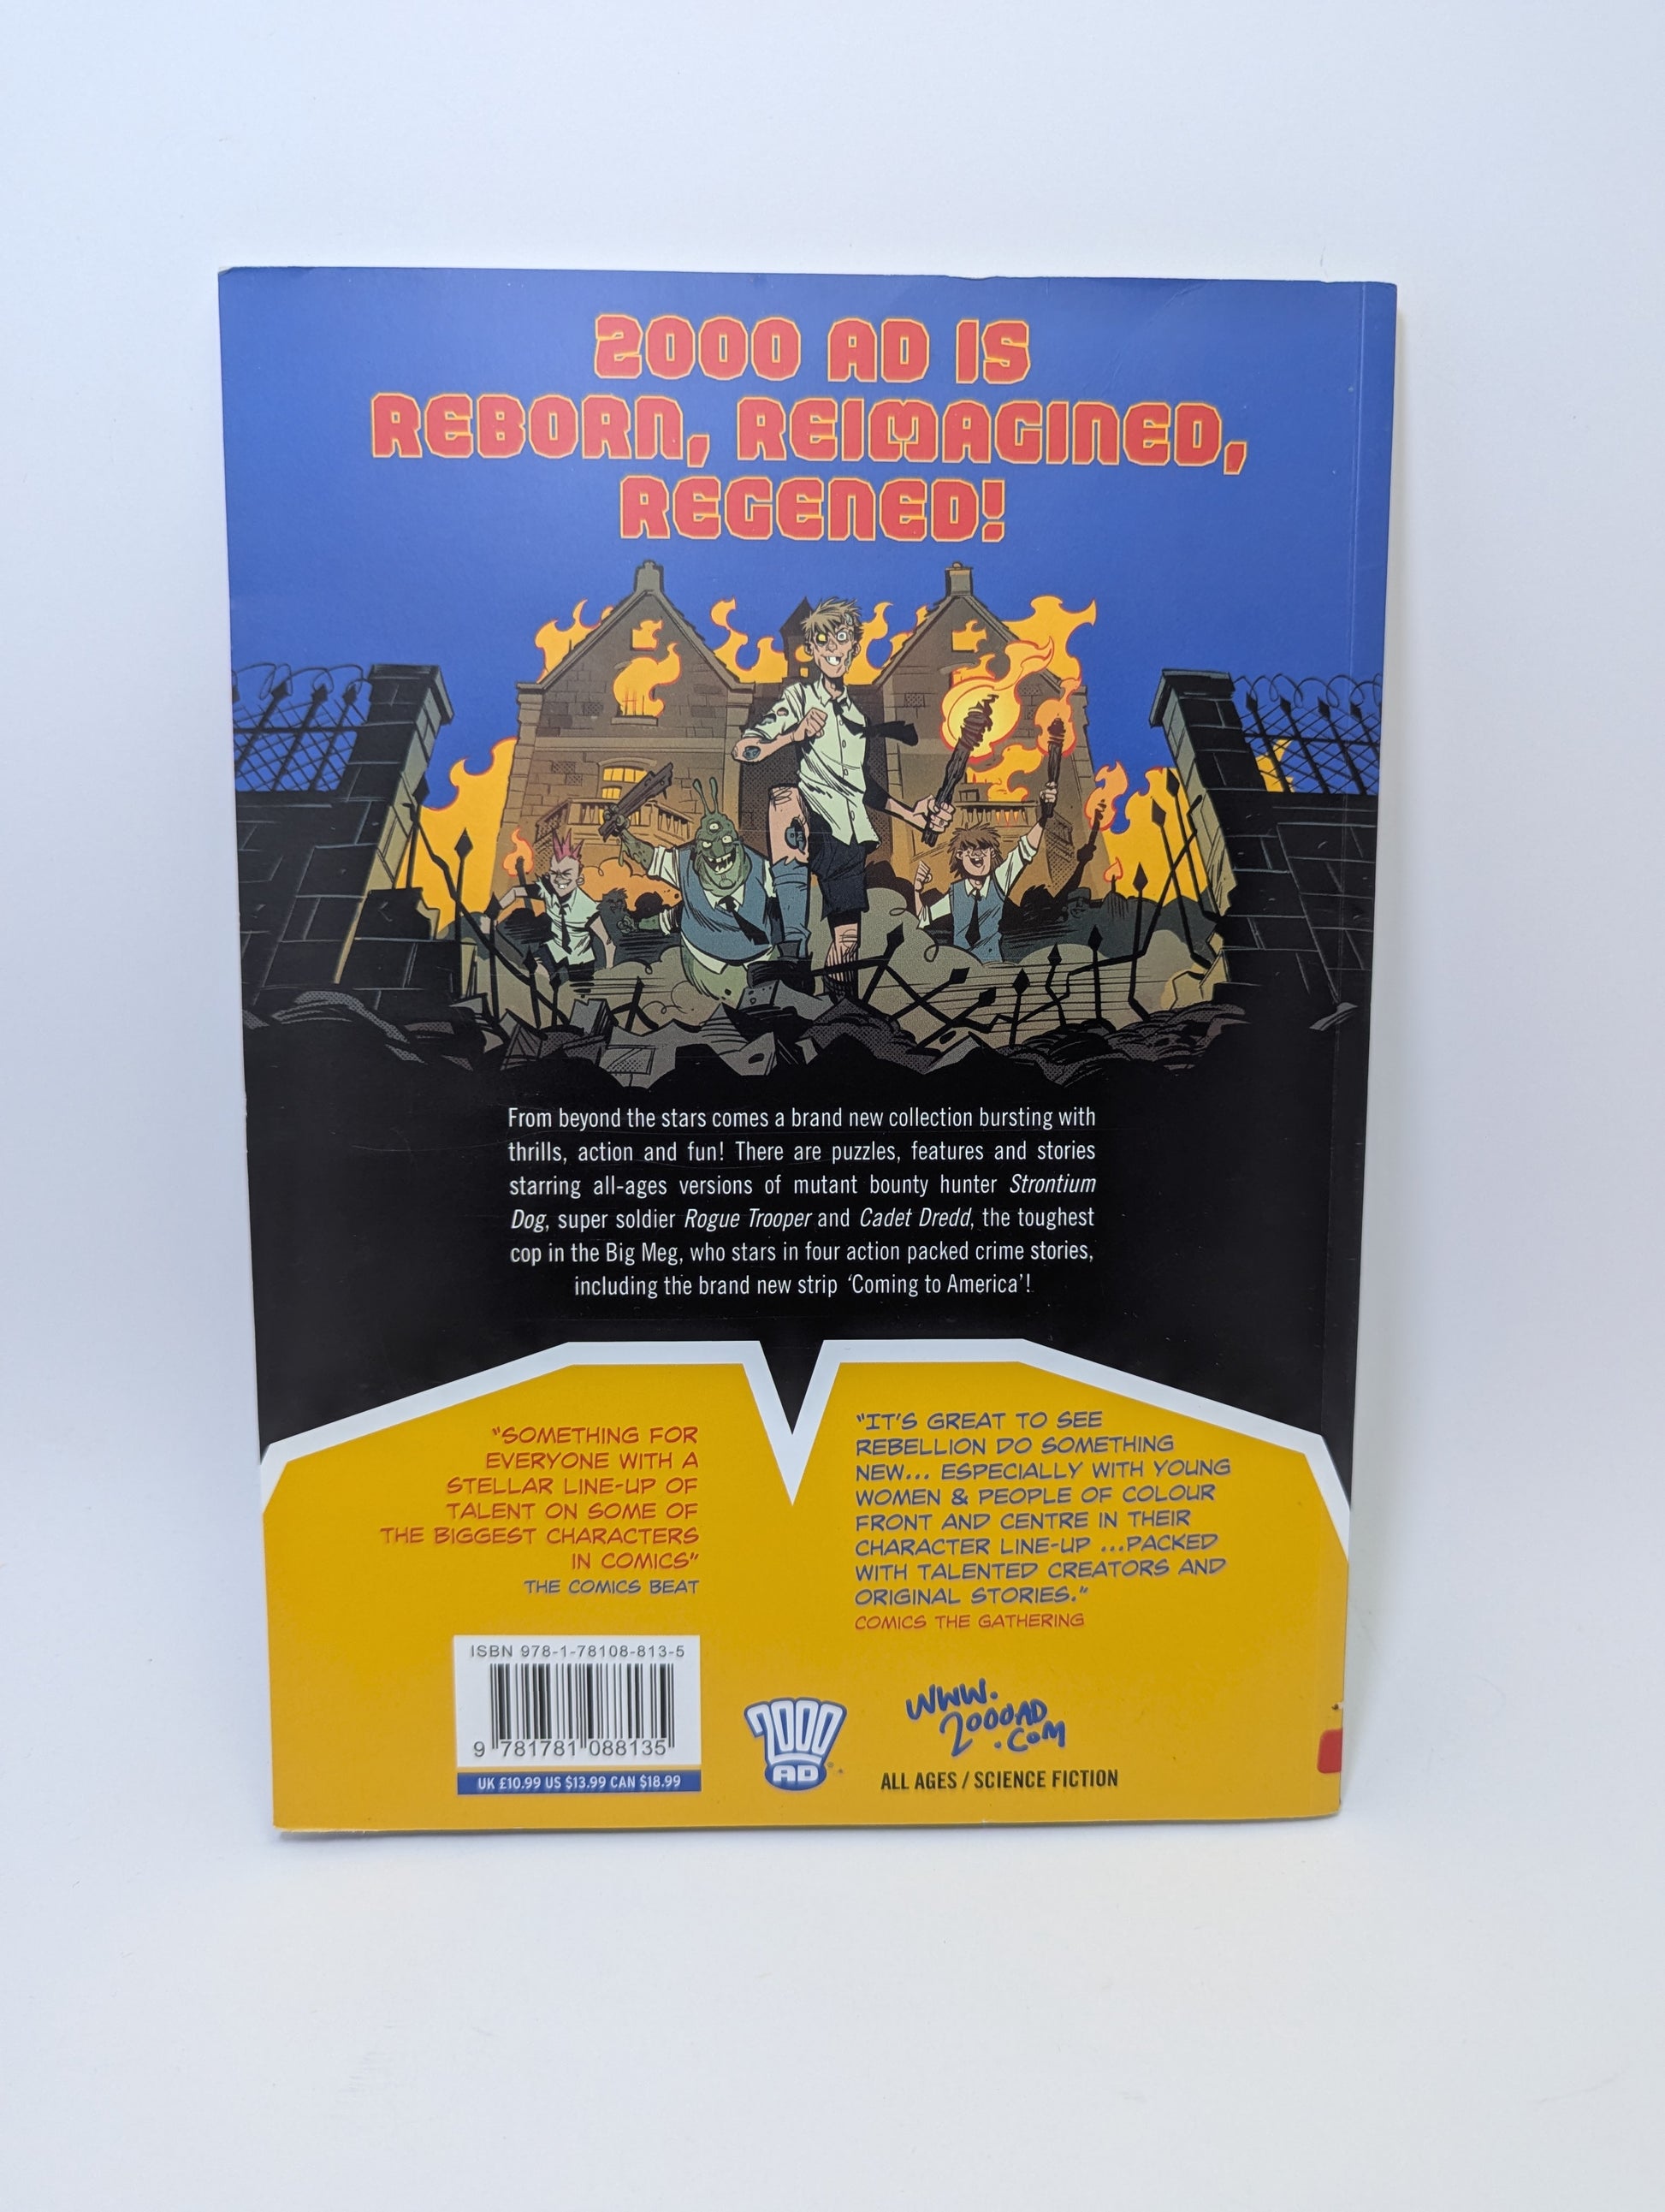 2000 AD IS
REBORN, REIMAGINED,
REGENED!
From beyond the stars comes a brand new collection bursting with
thrills, action and fun! There are puzzles, features and stories
starring all-ages versions of mutant bounty hunter Strontium
Dog, super soldier Rogue Trooper and Cadet Dredd, the toughest
cop in the Big Meg, who stars in four action packed crime stories,
including the brand new strip ‘Coming to America’!
“SOMETHING FOR
EVERYONE WITH A
STELLAR LINE-UP OF
TALENT ON SOME OF
THE BIGGEST CHARACTERS
IN COMICS”
THE COMICS BEAT
“IT'S GREAT TO SEE
REBELLION DO SOMETHING
NEW... ESPECIALLY WITH YOUNG
WOMEN & PEOPLE OF COLOUR
FRONT AND CENTRE IN THEIR
CHARACTER LINE-UP ...PACKED
WITH TALENTED CREATORS AND
ORIGINAL STORIES.”
COMICS THE GATHERING
ISBN 978-1-78108-813-5
9 781781 088135
UK £10.99 US $13.99 CAN $18.99
2000
AD
WWW.
2000AD
.COM
ALL AGES / SCIENCE FICTION